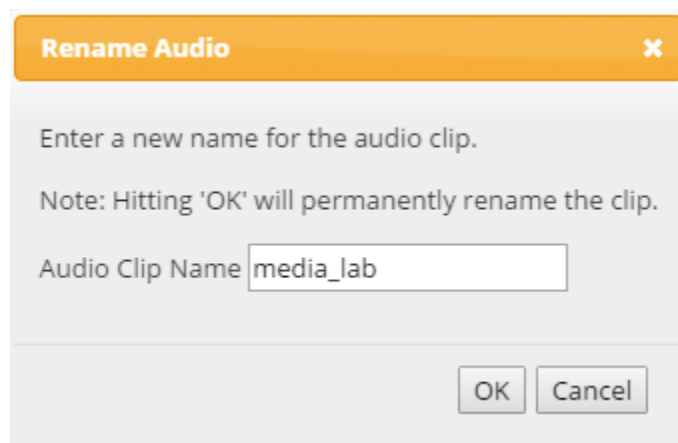 Rename Audio
Enter a new name for the audio clip.
Note: Hitting 'OK' will permanently rename the clip.
Audio Clip Name media_lab
OK Cancel